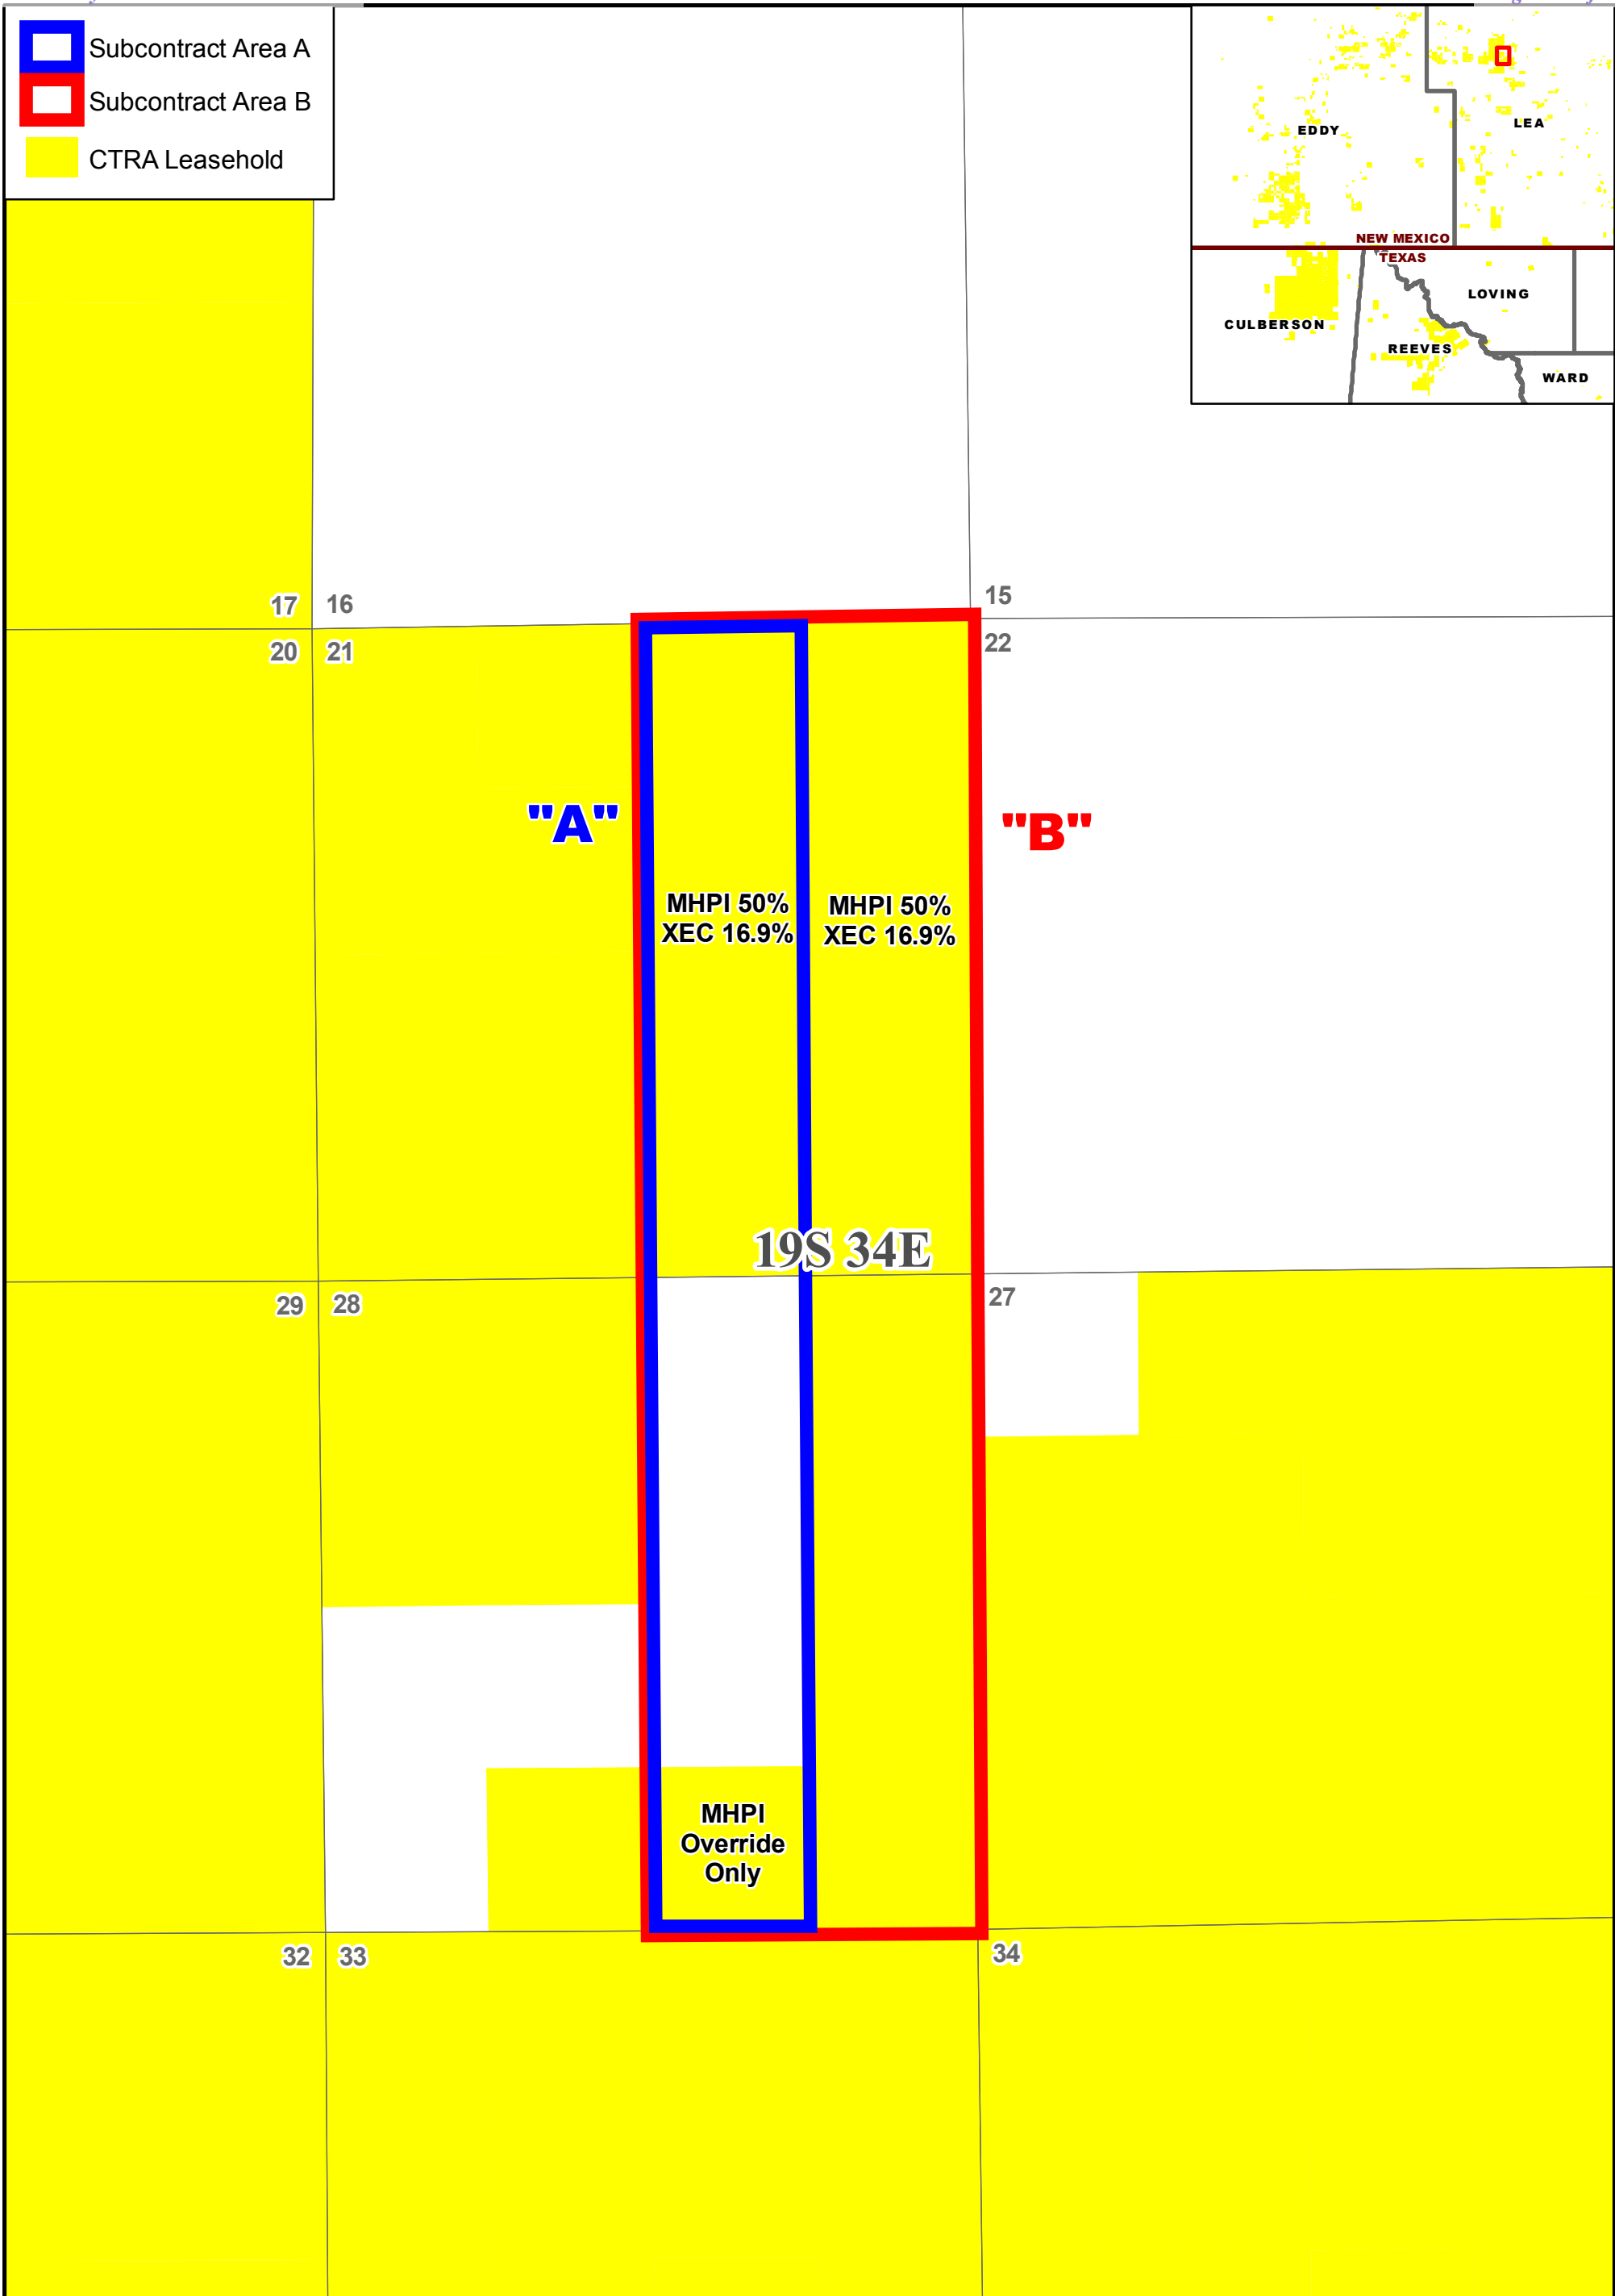 Subcontract Area A
Subcontract Area B
CTRA Leasehold
EDDY
LEA
NEW MEXICO
TEXAS
LOVING
CULBERSON
REEVES
WARD
17
16
15
20
21
22
"A"
"B"
MHPI 50%
XEC 16.9%
MHPI 50%
XEC 16.9%
19S 34E
29
28
27
MHPI
Override
Only
32
33
34